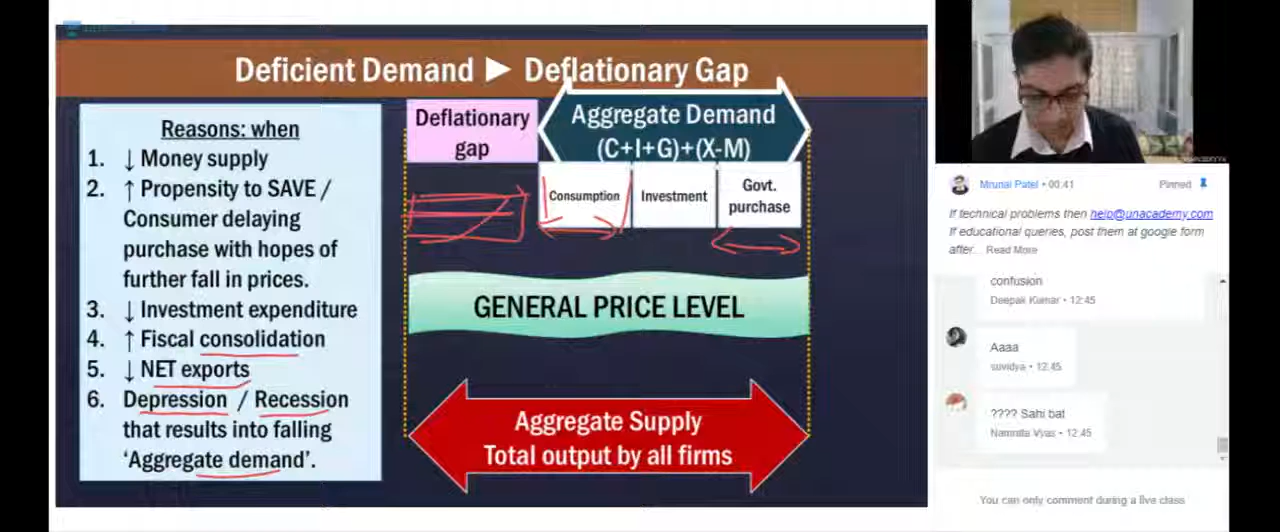 Deficient Demand ► Deflationary Gap
Reasons: when
1. ↓ Money supply
2. ↑ Propensity to SAVE /
Consumer delaying
purchase with hopes of
further fall in prices.
3. ↓ Investment expenditure
4. ↑ Fiscal consolidation
5. ↓ NET exports
6. Depression / Recession
that results into falling
'Aggregate demand'.
Deflationary
gap
Aggregate Demand
(C+I+G)+(X-M)
Consumption
Investment
Govt.
purchase
GENERAL PRICE LEVEL
Aggregate Supply
Total output by all firms
Mrunal Patel • 00:41
Pinned
If technical problems then help@unacademy.com
If educational queries, post them at google form
after... Read More
confusion
Deepak Kumar • 12:45
Aaaa
suvidya • 12:45
???? Sahi bat
Namrita Vyas • 12:45
You can only comment during a live class